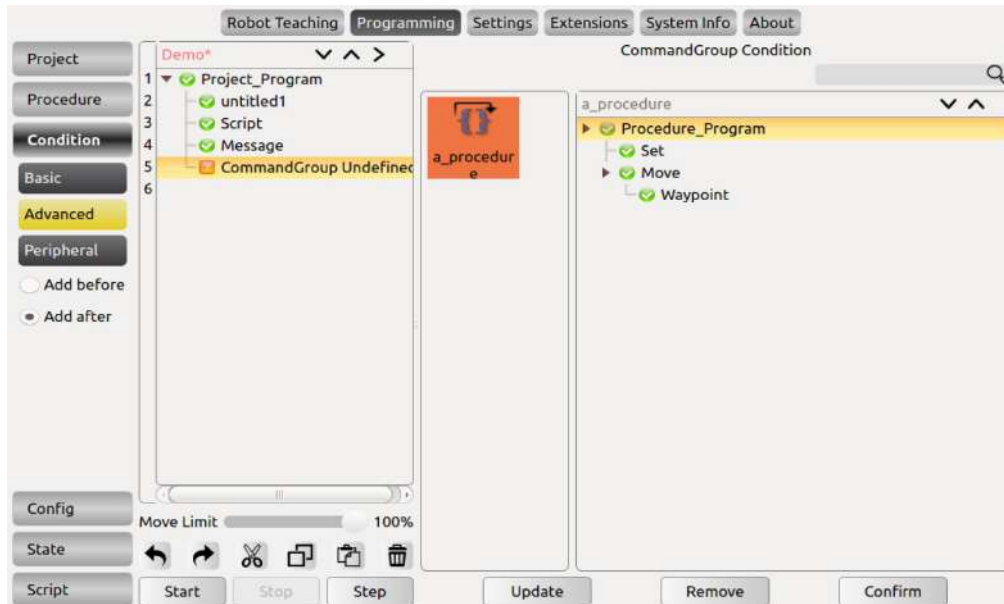 Robot Teaching Programming Settings Extensions System Info About
Project
Procedure
Condition
Basic
Advanced
Peripheral
Add before
Add after
Config
State
Script
Demo*
1 Project_Program
2 untitled1
3 Script
4 Message
5 CommandGroup Undefined
6
Move Limit 100%
Start Stop Step
CommandGroup Condition
a_procedur
e
a_procedure
Procedure_Program
Set
Move
Waypoint
Update Remove Confirm